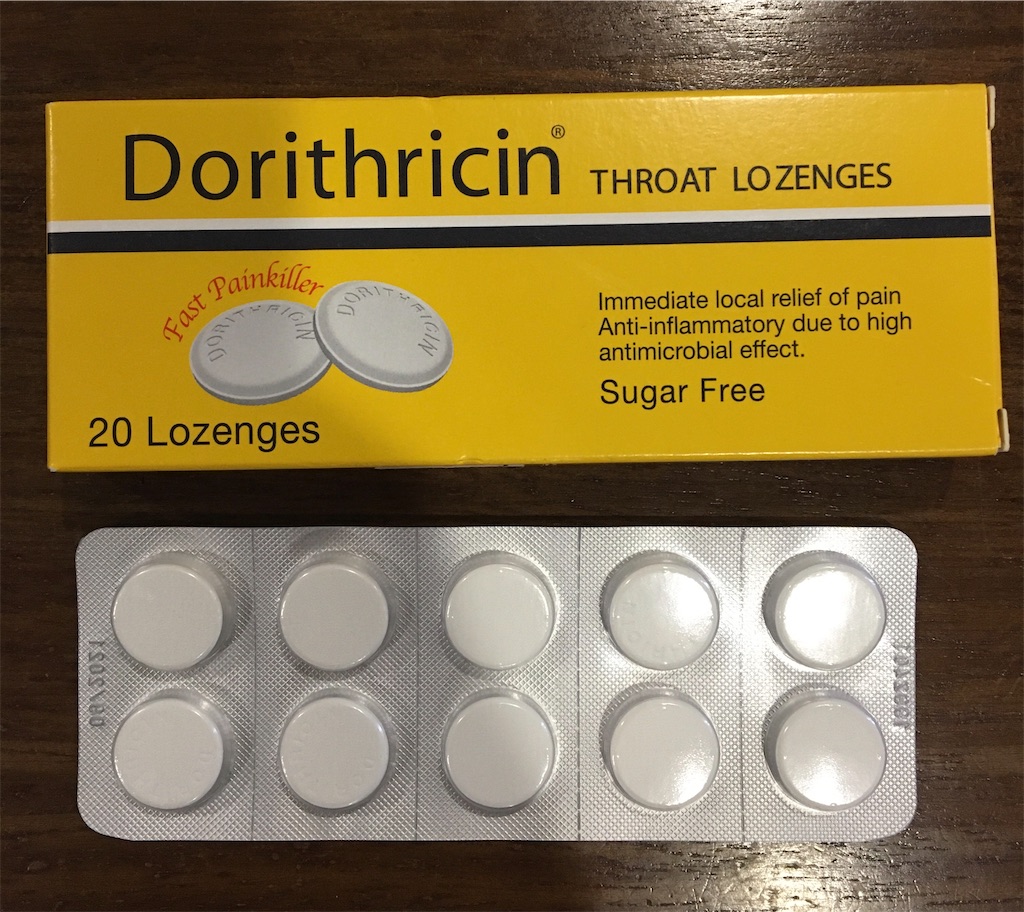 Dorithricin® THROAT LOZENGES
Fast Painkiller
DORITHRICIN DORITHRICIN
Immediate local relief of pain
Anti-inflammatory due to high
antimicrobial effect.
Sugar Free
20 Lozenges